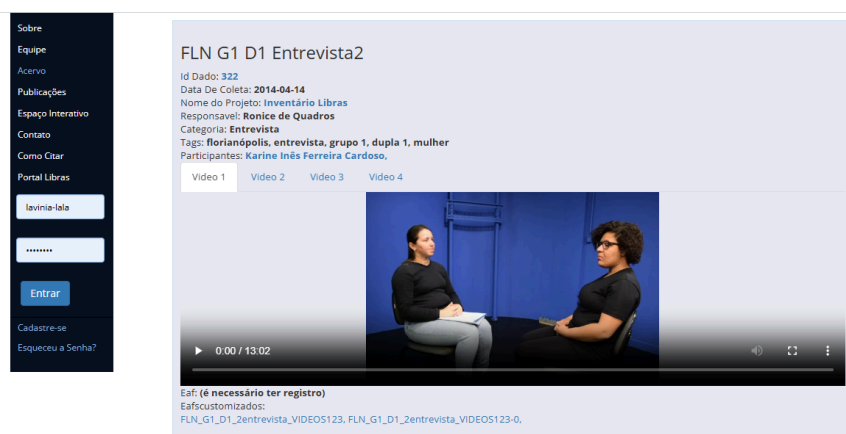 Sobre
Equipe
Acervo
Publicações
Espaço Interativo
Contato
Como Citar
Portal Libras
lavinia-lala
••••••••
Entrar
Cadastre-se
Esqueceu a Senha?
FLN G1 D1 Entrevista2
Id Dado: 322
Data De Coleta: 2014-04-14
Nome do Projeto: Inventário Libras
Responsavel: Ronice de Quadros
Categoria: Entrevista
Tags: florianópolis, entrevista, grupo 1, dupla 1, mulher
Participantes: Karine Inês Ferreira Cardoso,
Video 1 Video 2 Video 3 Video 4
0:00 / 13:02
Eaf: (é necessário ter registro)
Eafscustomizados:
FLN_G1_D1_2entrevista_VIDEOS123, FLN_G1_D1_2entrevista_VIDEOS123-0,